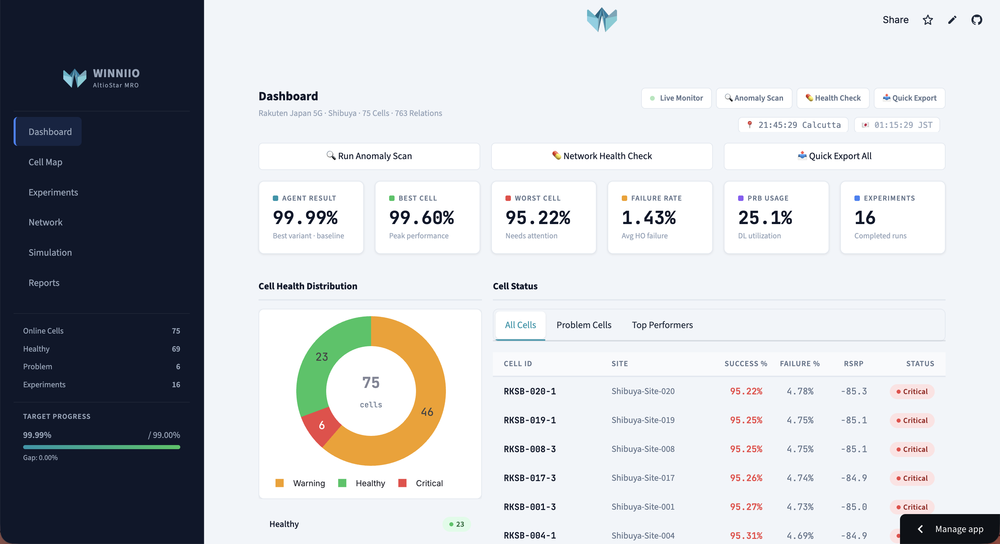 Share
WINNIIO
AltioStar MRO
Dashboard
Cell Map
Experiments
Network
Simulation
Reports
Online Cells 75
Healthy 69
Problem 6
Experiments 16
TARGET PROGRESS
99.99% / 99.00%
Gap: 0.00%
Dashboard
Rakuten Japan 5G · Shibuya · 75 Cells · 763 Relations
Live Monitor
Anomaly Scan
Health Check
Quick Export
21:45:29 Calcutta
01:15:29 JST
Run Anomaly Scan
Network Health Check
Quick Export All
AGENT RESULT
99.99%
Best variant · baseline
BEST CELL
99.60%
Peak performance
WORST CELL
95.22%
Needs attention
FAILURE RATE
1.43%
Avg HO failure
PRB USAGE
25.1%
DL utilization
EXPERIMENTS
16
Completed runs
Cell Health Distribution
23
75
cells
46
6
Warning Healthy Critical
Healthy 23
Cell Status
All Cells Problem Cells Top Performers
CELL ID SITE SUCCESS % FAILURE % RSRP STATUS
RKSB-020-1 Shibuya-Site-020 95.22% 4.78% -85.3 Critical
RKSB-019-1 Shibuya-Site-019 95.25% 4.75% -85.1 Critical
RKSB-008-3 Shibuya-Site-008 95.25% 4.75% -85.1 Critical
RKSB-017-3 Shibuya-Site-017 95.26% 4.74% -84.9 Critical
RKSB-001-3 Shibuya-Site-001 95.27% 4.73% -85.0 Critical
RKSB-004-1 Shibuya-Site-004 95.31% 4.69% -84.9
Manage app